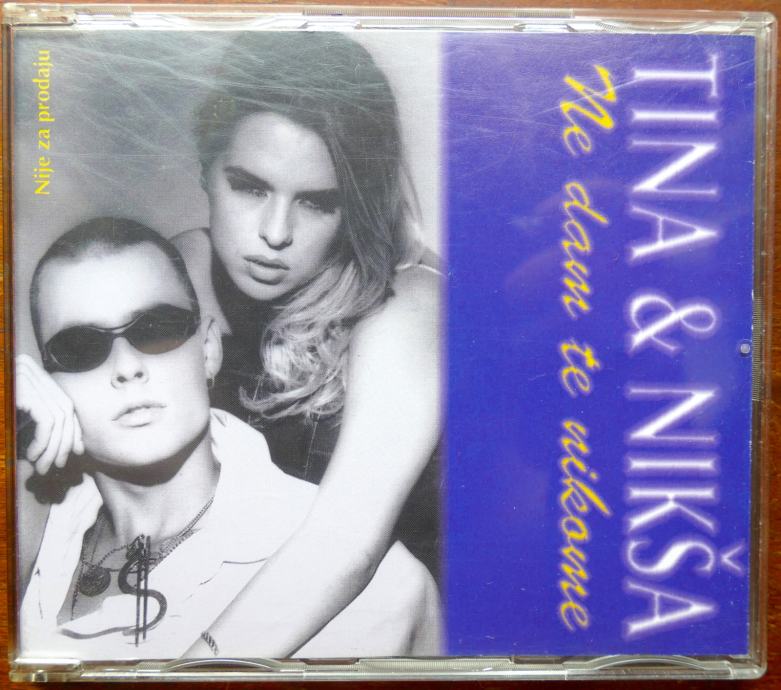 TINA & NIKŠA
Ne dam te nikome
Nije za prodaju